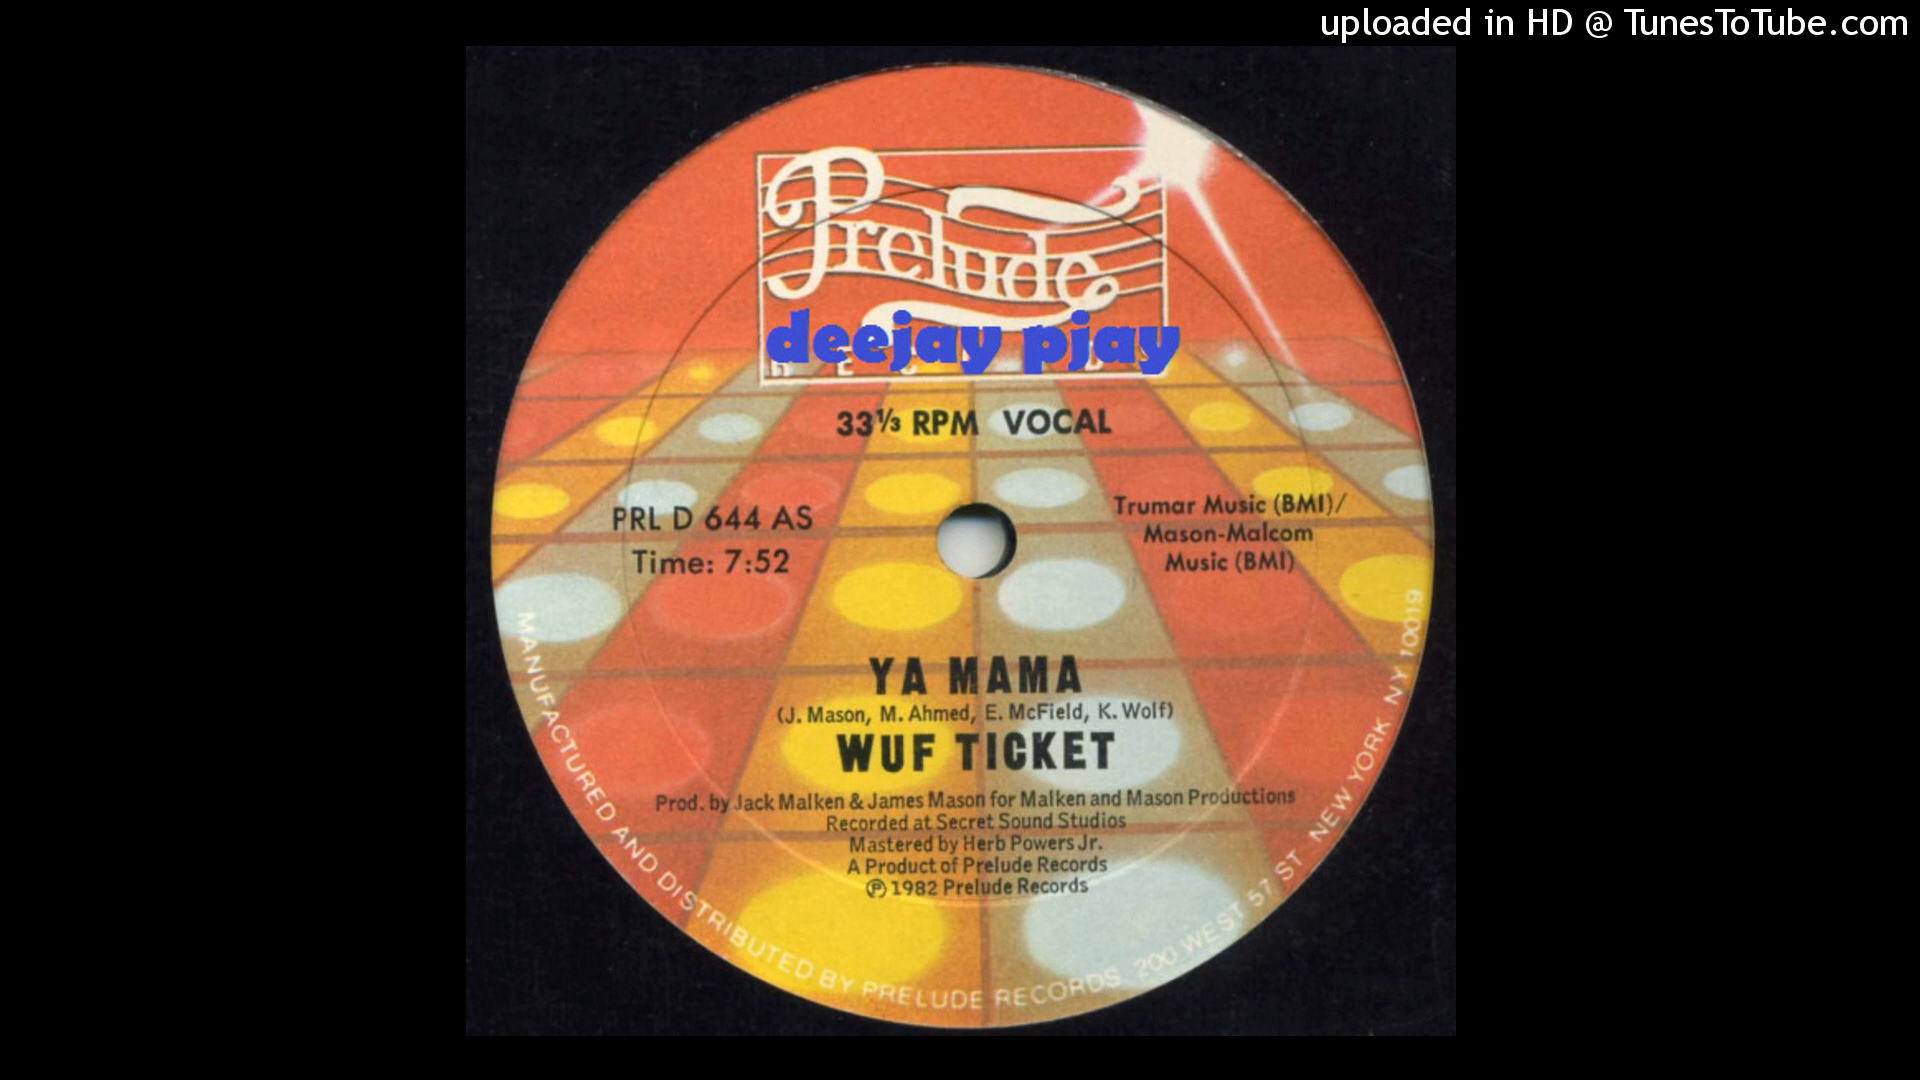 uploaded in HD @ TunesToTube.com
Prelude
deejay pjay
33⅓ RPM VOCAL
PRL D 644 AS
Time: 7:52
Trumar Music (BMI)/
Mason-Malcom
Music (BMI)
YA MAMA
(J. Mason, M. Ahmed, E. McField, K. Wolf)
WUF TICKET
Prod. by Jack Malken & James Mason for Malken and Mason Productions
Recorded at Secret Sound Studios
Mastered by Herb Powers Jr.
A Product of Prelude Records
℗ 1982 Prelude Records
MANUFACTURED AND DISTRIBUTED BY PRELUDE RECORDS 200 WEST 57 ST NEW YORK NY 10019